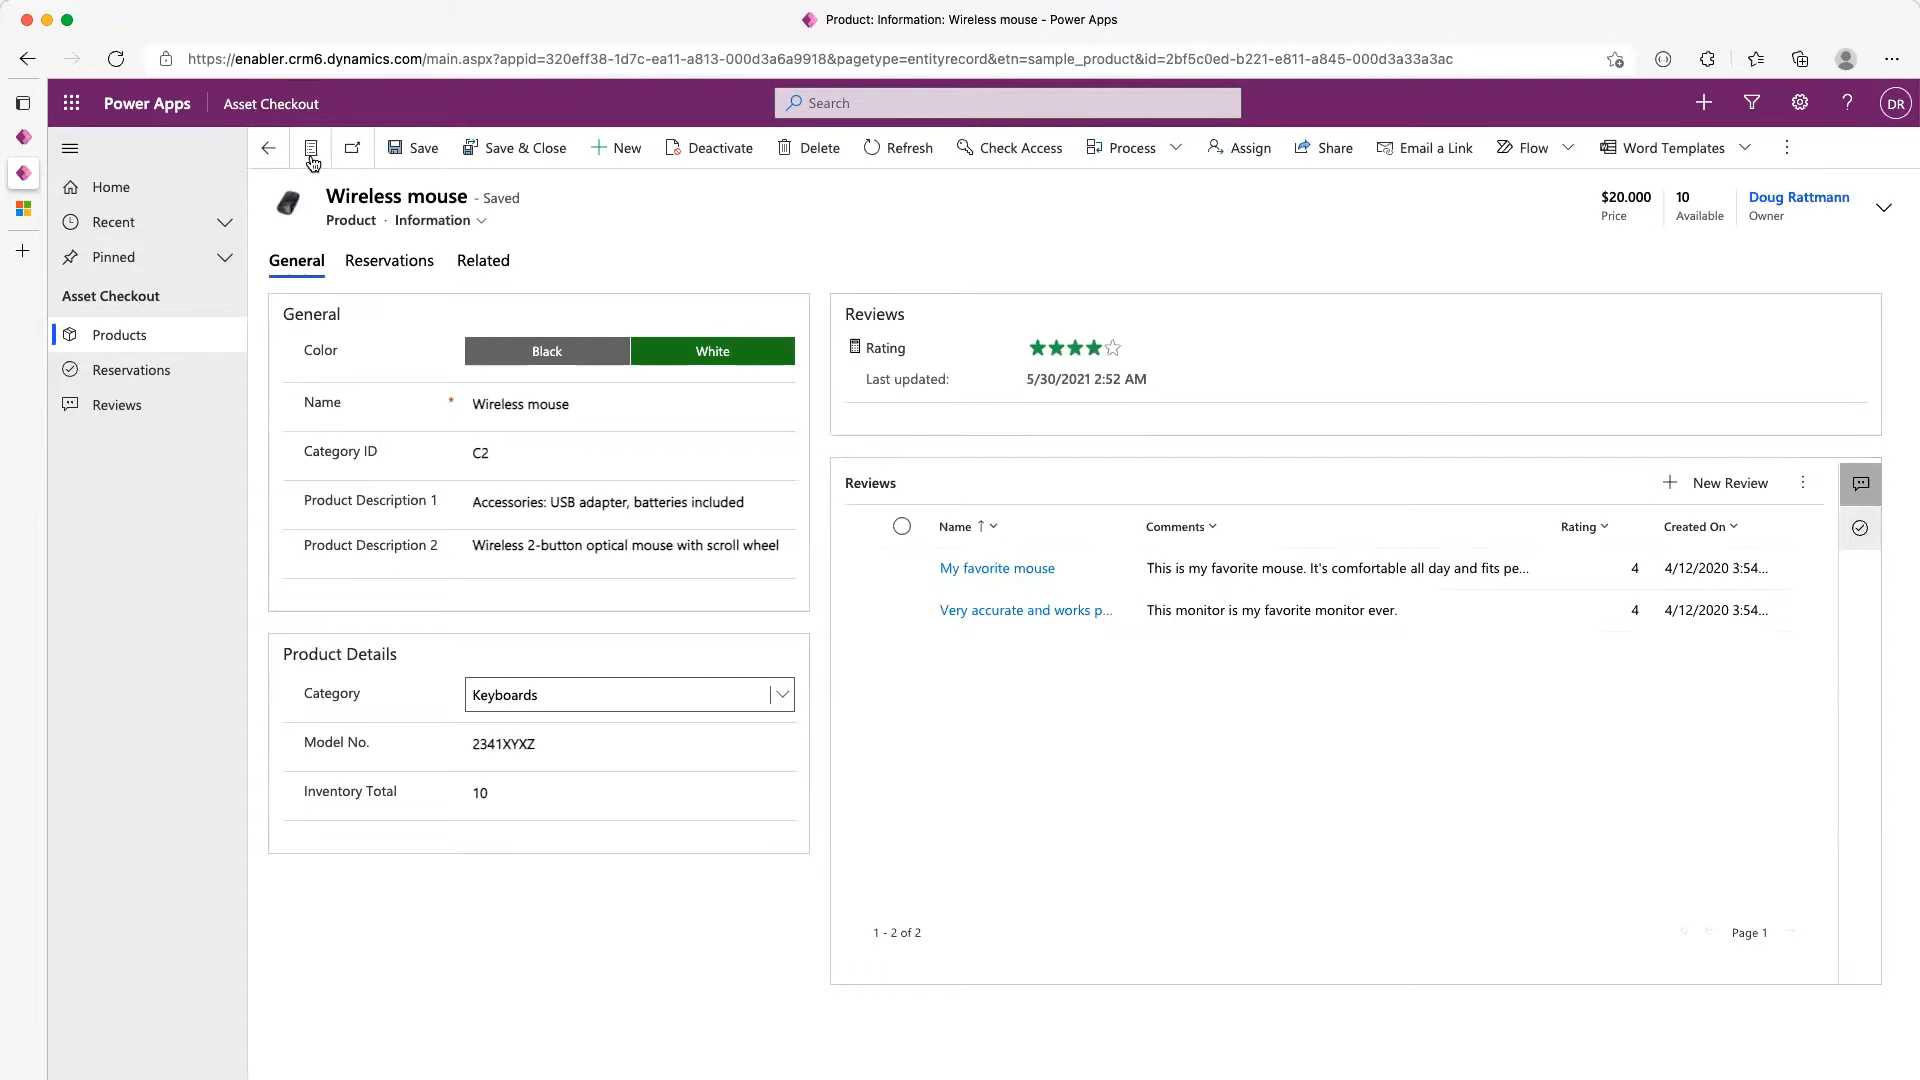 Product: Information: Wireless mouse - Power Apps
https://enabler.crm6.dynamics.com/main.aspx?appid=320eff38-1d7c-ea11-a813-000d3a6a9918&pagetype=entityrecord&etn=sample_product&id=2bf5c0ed-b221-e811-a845-000d3a33a3ac
Power Apps
Asset Checkout
Search
?
DR
Save
Save & Close
New
Deactivate
Delete
Refresh
Check Access
Process
Assign
Share
Email a Link
Flow
Word Templates
Home
Recent
Pinned
Asset Checkout
Products
Reservations
Reviews
Wireless mouse - Saved
Product · Information
$20.000
Price
10
Available
Doug Rattmann
Owner
General
Reservations
Related
General
Color
Black
White
Name * Wireless mouse
Category ID C2
Product Description 1 Accessories: USB adapter, batteries included
Product Description 2 Wireless 2-button optical mouse with scroll wheel
Product Details
Category Keyboards
Model No. 2341XYXZ
Inventory Total 10
Reviews
Rating
Last updated: 5/30/2021 2:52 AM
Reviews
New Review
Name Comments Rating Created On
My favorite mouse This is my favorite mouse. It's comfortable all day and fits pe... 4 4/12/2020 3:54...
Very accurate and works p... This monitor is my favorite monitor ever. 4 4/12/2020 3:54...
1 - 2 of 2
Page 1